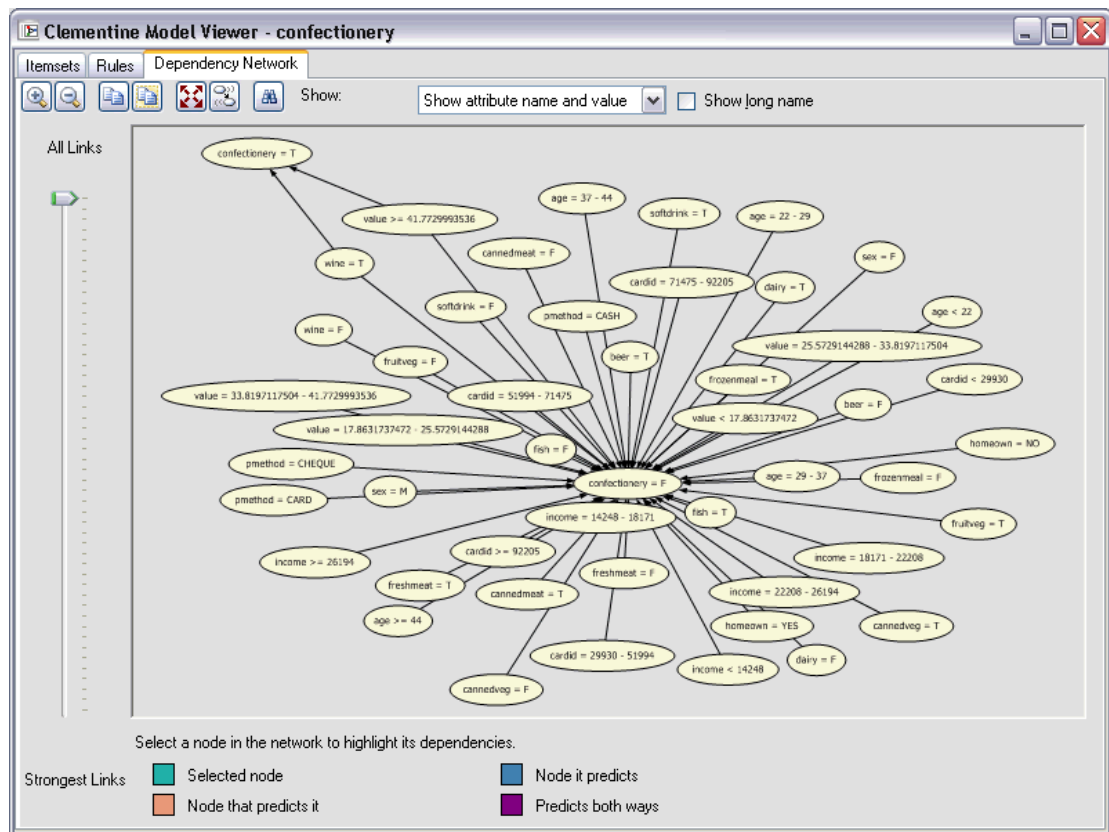 Clementine Model Viewer - confectionery
Itemsets Rules Dependency Network
Show: Show attribute name and value Show long name
All Links
confectionery = T
age = 37 - 44
softdrink = T
age = 22 - 29
value >= 41.7729993536
cannedmeat = F
sex = F
wine = T
cardid = 71475 - 92205
dairy = T
softdrink = F
pmethod = CASH
age < 22
wine = F
value = 25.5729144288 - 33.8197117504
beer = T
fruitveg = F
frozenmeal = T
cardid < 29930
value = 33.8197117504 - 41.7729993536
cardid = 51994 - 71475
beer = F
value < 17.8631737472
value = 17.8631737472 - 25.5729144288
fish = F
homeown = NO
pmethod = CHEQUE
confectionery = F
age = 29 - 37
frozenmeal = F
pmethod = CARD
sex = M
income = 14248 - 18171
fish = T
fruitveg = T
income >= 26194
cardid >= 92205
income = 18171 - 22208
freshmeat = T
cannedmeat = T
freshmeat = F
income = 22208 - 26194
age >= 44
homeown = YES
cannedveg = T
cardid = 29930 - 51994
income < 14248
dairy = F
cannedveg = F
Select a node in the network to highlight its dependencies.
Strongest Links
Selected node
Node it predicts
Node that predicts it
Predicts both ways